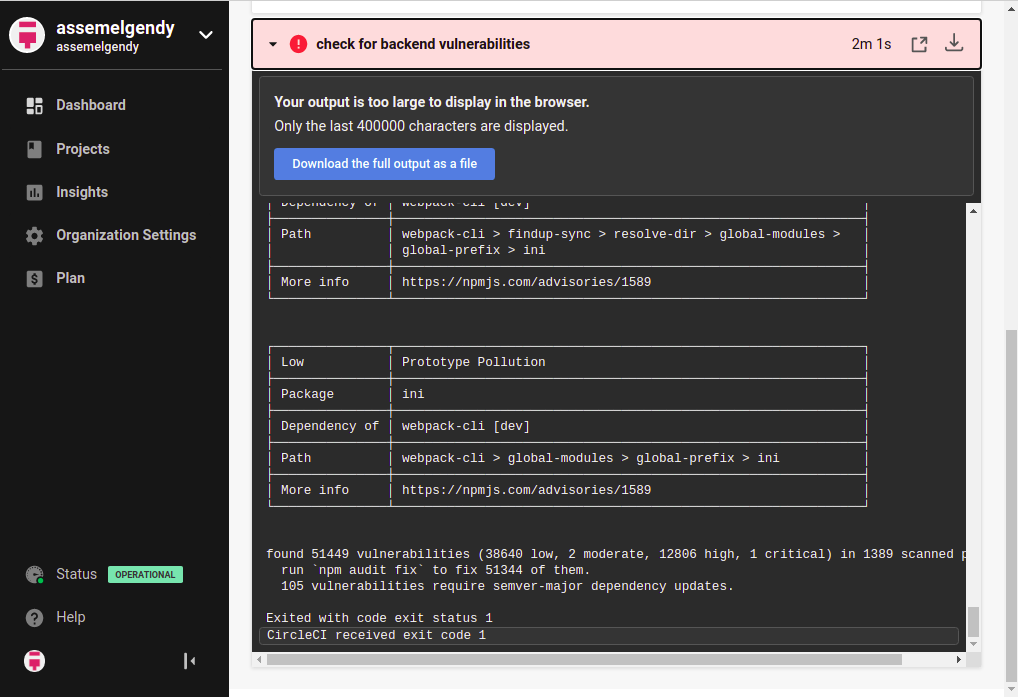 assemelgendy
assemelgendy
Dashboard
Projects
Insights
Organization Settings
$ Plan
Status OPERATIONAL
? Help
! check for backend vulnerabilities 2m 1s
Your output is too large to display in the browser.
Only the last 400000 characters are displayed.
Download the full output as a file
Dependency of webpack-cli [dev]
Path webpack-cli > findup-sync > resolve-dir > global-modules >
global-prefix > ini
More info https://npmjs.com/advisories/1589
Low Prototype Pollution
Package ini
Dependency of webpack-cli [dev]
Path webpack-cli > global-modules > global-prefix > ini
More info https://npmjs.com/advisories/1589
found 51449 vulnerabilities (38640 low, 2 moderate, 12806 high, 1 critical) in 1389 scanned p
run `npm audit fix` to fix 51344 of them.
105 vulnerabilities require semver-major dependency updates.
Exited with code exit status 1
CircleCI received exit code 1